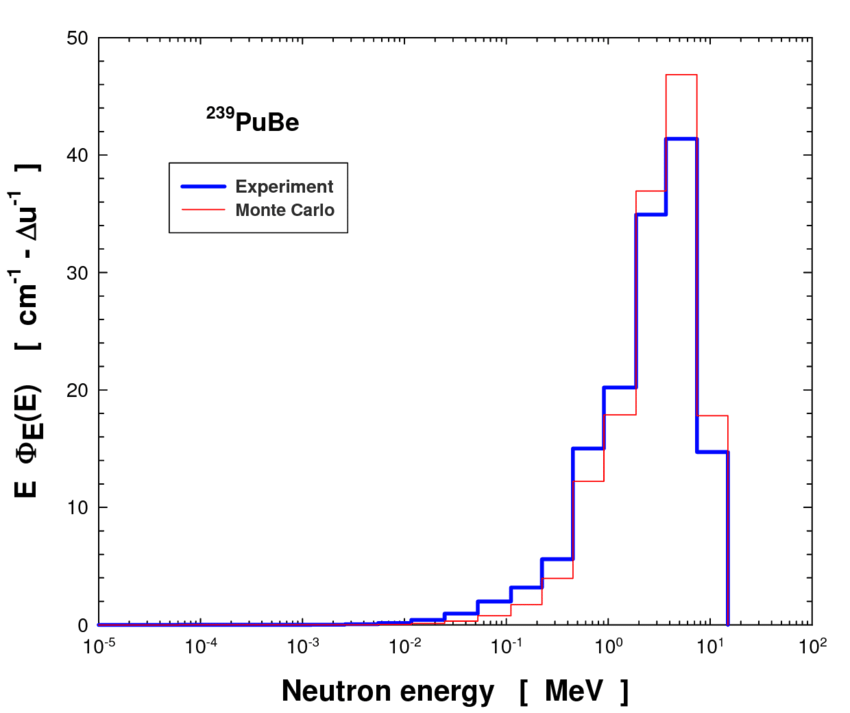 50
²³⁹PuBe
40
Experiment
Monte Carlo
30
20
10
0
E Φ_E(E) [ cm⁻¹ - Δu⁻¹ ]
10⁻⁵ 10⁻⁴ 10⁻³ 10⁻² 10⁻¹ 10⁰ 10¹ 10²
Neutron energy [ MeV ]